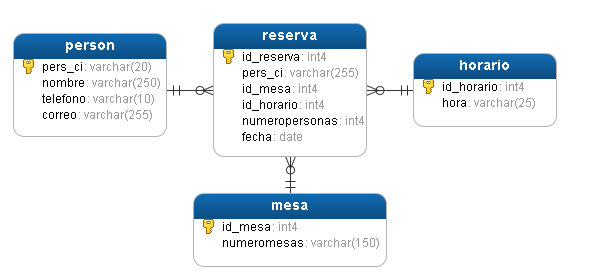 person
pers_ci: varchar(20)
nombre: varchar(250)
telefono: varchar(10)
correo: varchar(255)
reserva
id_reserva: int4
pers_ci: varchar(255)
id_mesa: int4
id_horario: int4
numeropersonas: int4
fecha: date
horario
id_horario: int4
hora: varchar(25)
mesa
id_mesa: int4
numeromesas: varchar(150)